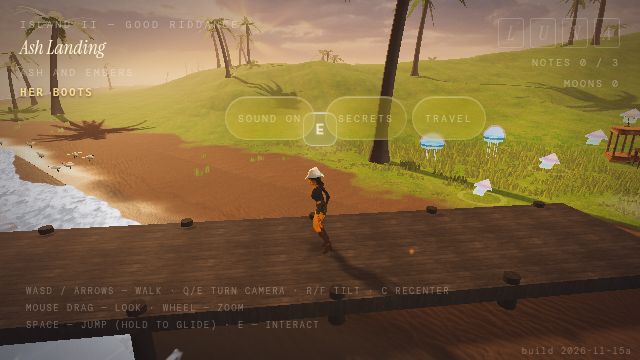 ISLAND II — GOOD RIDDANCE
Ash Landing
ASH AND EMBERS
HER BOOTS
L U N A
NOTES 0 / 3
MOONS 0
SOUND ON
SECRETS
TRAVEL
E
WASD / ARROWS — WALK · Q/E TURN CAMERA · R/F TILT · C RECENTER
MOUSE DRAG — LOOK · WHEEL — ZOOM
SPACE — JUMP (HOLD TO GLIDE) · E — INTERACT
build 2026-11-15a